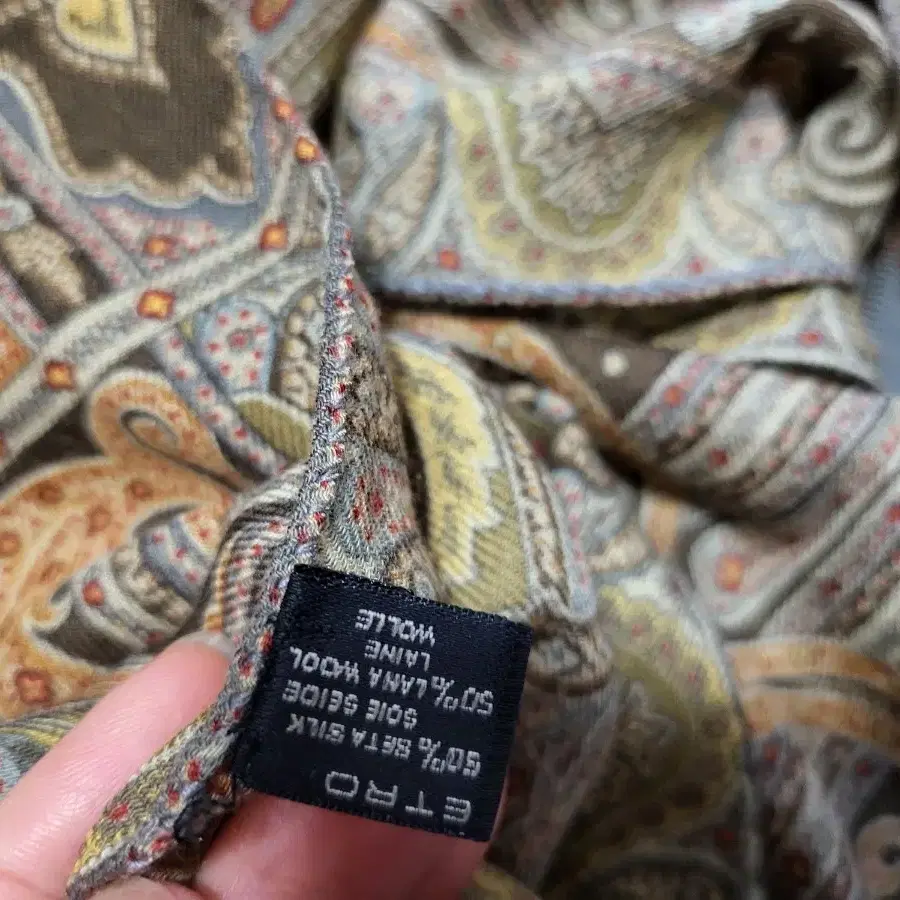 ETRO
50% SETA SILK
SOIE SEIDE
50% LANA WOOL
LAINE
WOLLE